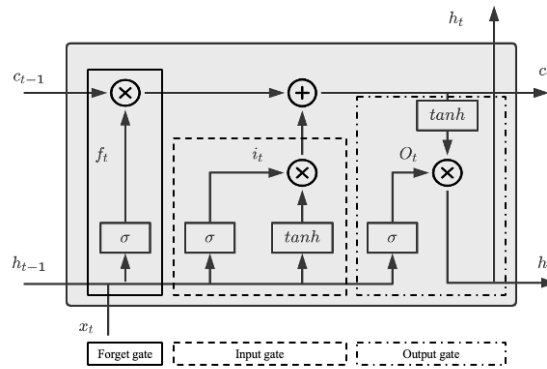 h_t
c_{t-1}
c
tanh
f_t
i_t
O_t
σ
σ
tanh
σ
h_{t-1}
h
x_t
Forget gate
Input gate
Output gate